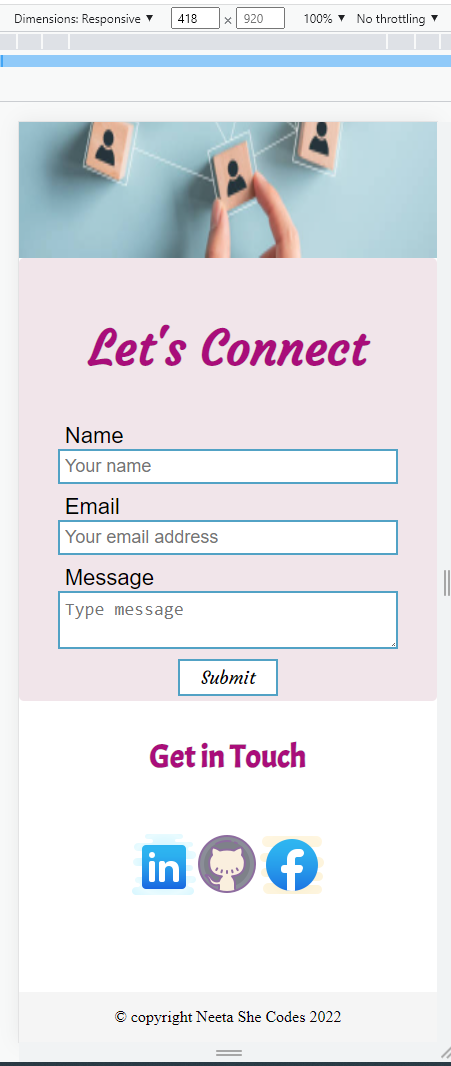 Dimensions: Responsive ▼ 418 × 920 100% ▼ No throttling ▼
Let's Connect
Name
Your name
Email
Your email address
Message
Type message
Submit
Get in Touch
in f
© copyright Neeta She Codes 2022